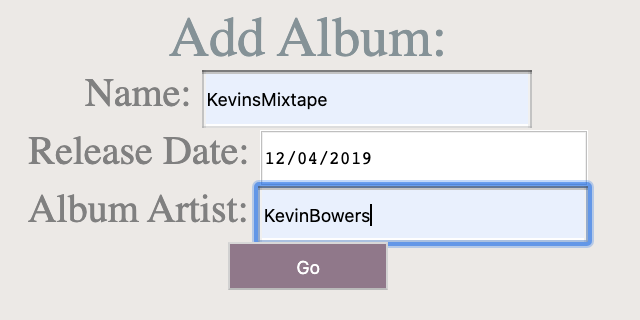 Add Album:
Name: KevinsMixtape
Release Date: 12/04/2019
Album Artist: KevinBowers
Go